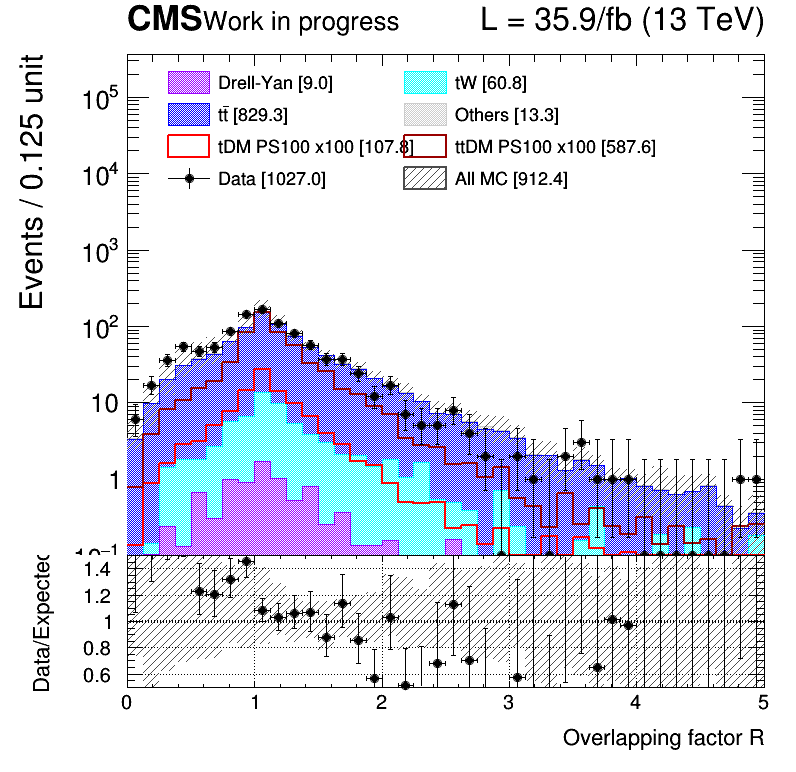 CMS Work in progress L = 35.9/fb (13 TeV)
Events / 0.125 unit
Drell-Yan [9.0] tW [60.8]
tt̄ [829.3] Others [13.3]
tDM PS100 x100 [107.8] ttDM PS100 x100 [587.6]
Data [1027.0] All MC [912.4]
10⁵
10⁴
10³
10²
10
1
10⁻¹
Data/Expected
1.4
1.2
1
0.8
0.6
0 1 2 3 4 5
Overlapping factor R